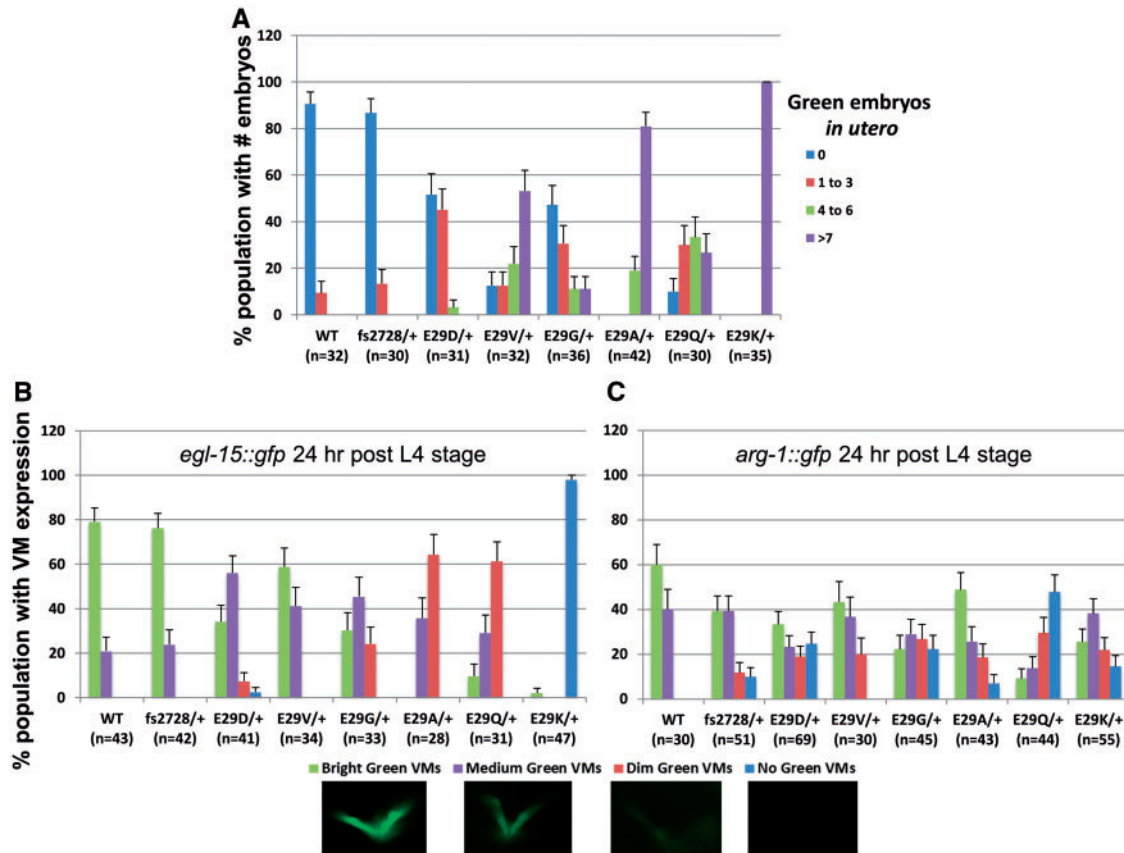 A
% population with # embryos
120
100
80
60
40
20
0
WT fs2728/+ E29D/+ E29V/+ E29G/+ E29A/+ E29Q/+ E29K/+
(n=32) (n=30) (n=31) (n=32) (n=36) (n=42) (n=30) (n=35)
Green embryos
in utero
0
1 to 3
4 to 6
>7
B
% population with VM expression
egl-15::gfp 24 hr post L4 stage
120
100
80
60
40
20
0
WT fs2728/+ E29D/+ E29V/+ E29G/+ E29A/+ E29Q/+ E29K/+
(n=43) (n=42) (n=41) (n=34) (n=33) (n=28) (n=31) (n=47)
C
arg-1::gfp 24 hr post L4 stage
120
100
80
60
40
20
0
WT fs2728/+ E29D/+ E29V/+ E29G/+ E29A/+ E29Q/+ E29K/+
(n=30) (n=51) (n=69) (n=30) (n=45) (n=43) (n=44) (n=55)
Bright Green VMs Medium Green VMs Dim Green VMs No Green VMs